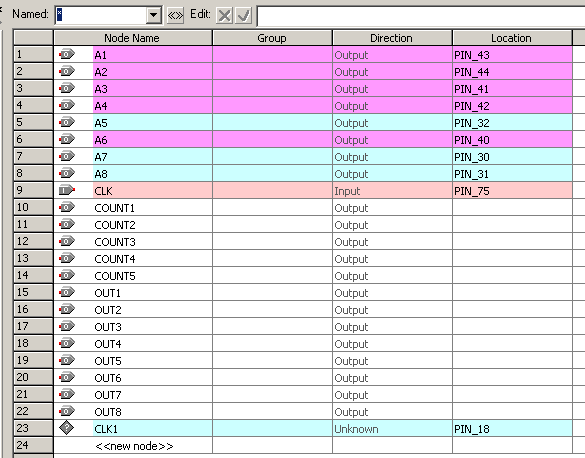 Named: * <<>> Edit:
Node Name Group Direction Location
1 A1 Output PIN_43
2 A2 Output PIN_44
3 A3 Output PIN_41
4 A4 Output PIN_42
5 A5 Output PIN_32
6 A6 Output PIN_40
7 A7 Output PIN_30
8 A8 Output PIN_31
9 CLK Input PIN_75
10 COUNT1 Output
11 COUNT2 Output
12 COUNT3 Output
13 COUNT4 Output
14 COUNT5 Output
15 OUT1 Output
16 OUT2 Output
17 OUT3 Output
18 OUT4 Output
19 OUT5 Output
20 OUT6 Output
21 OUT7 Output
22 OUT8 Output
23 CLK1 Unknown PIN_18
24 <<new node>>